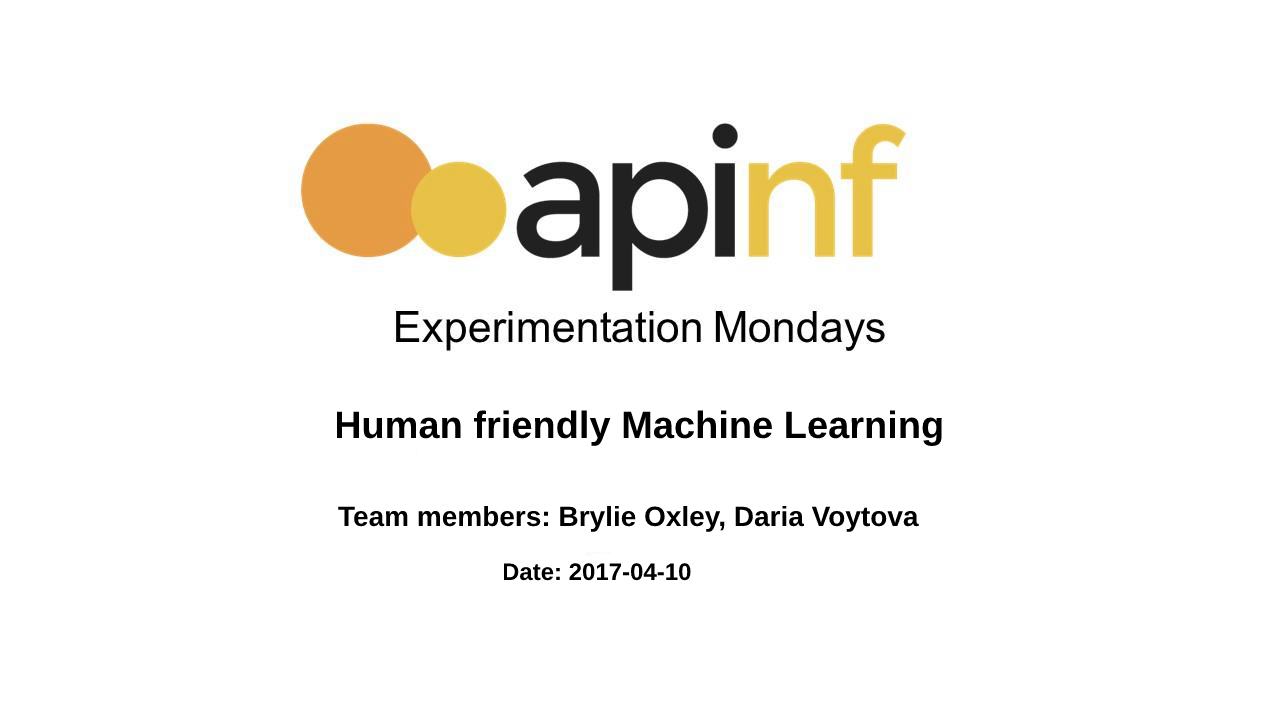 apinf
Experimentation Mondays
Human friendly Machine Learning
Team members: Brylie Oxley, Daria Voytova
Date: 2017-04-10